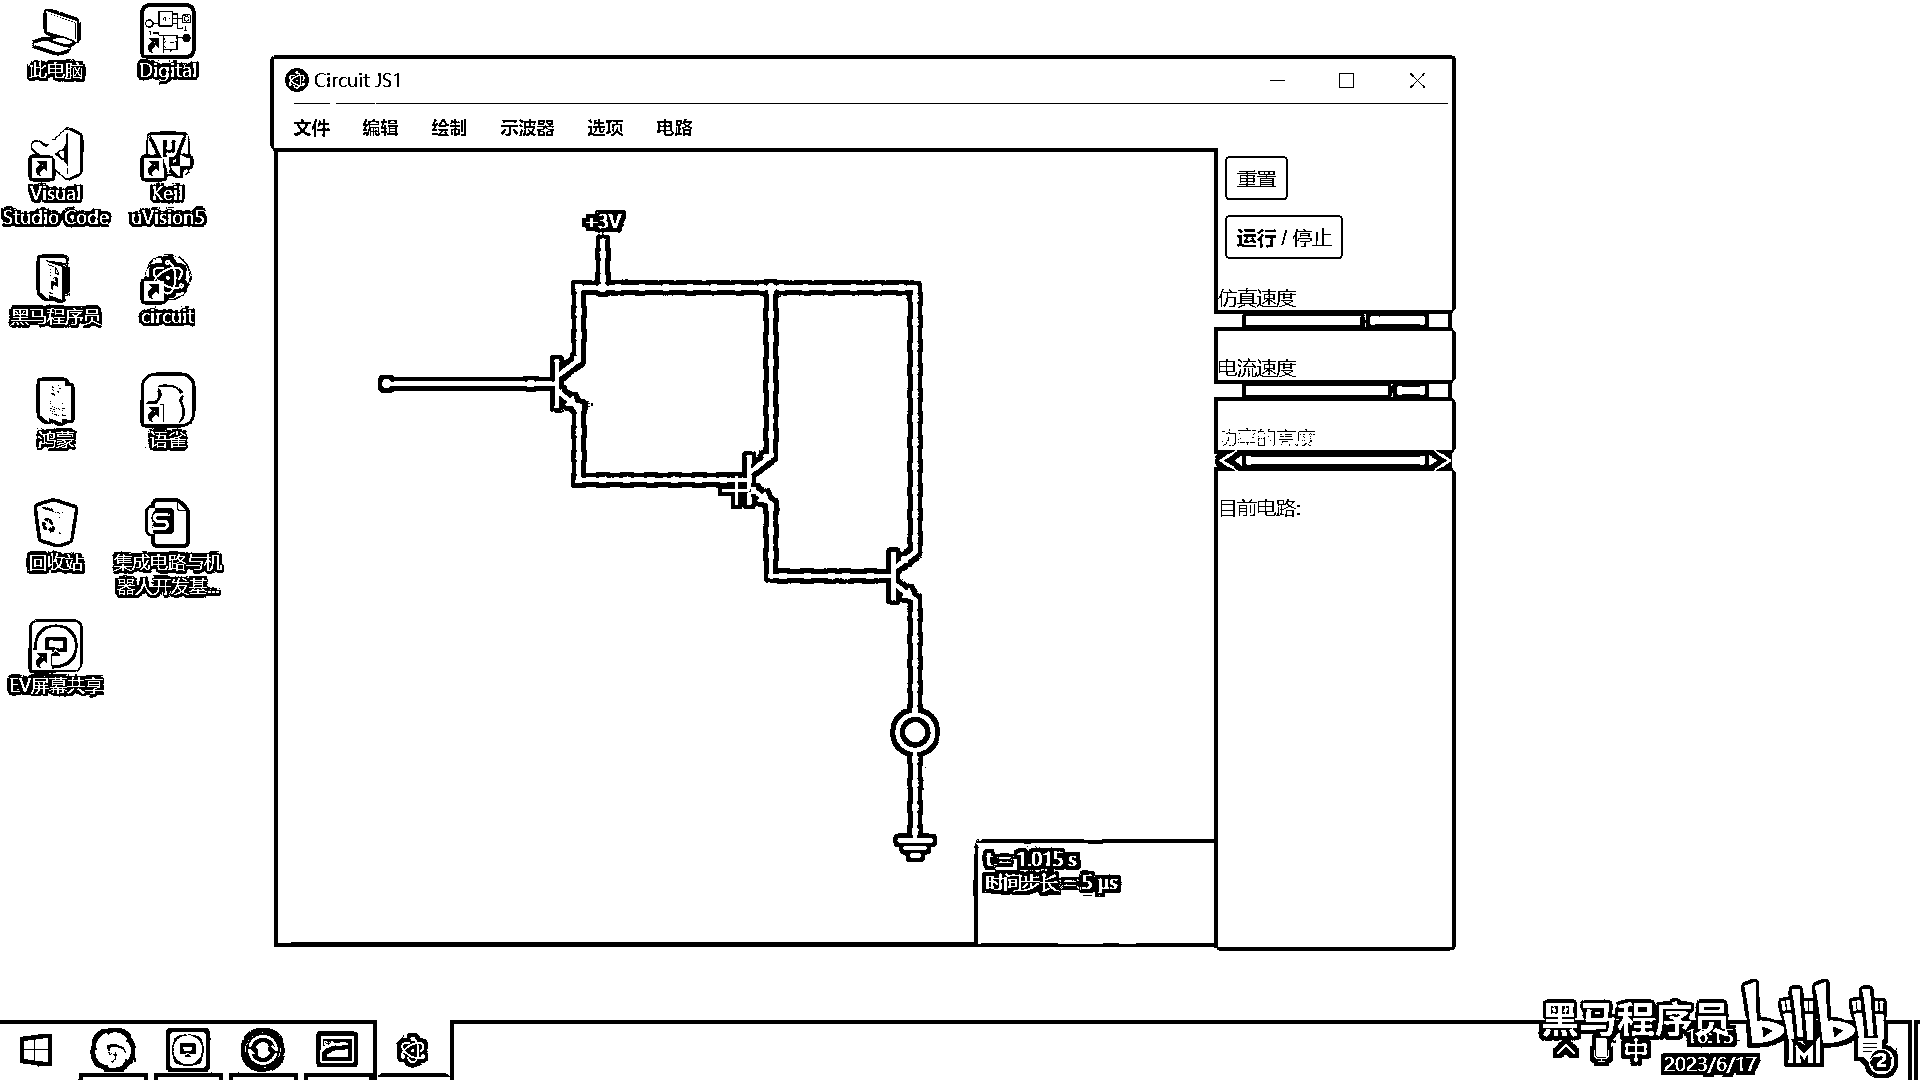 此电脑
Digital
Visual
Studio Code
Keil
uVision5
黑马程序员
circuit
鸿蒙
语雀
回收站
集成电路与机
器人开发基...
EV屏幕共享
Circuit JS1
文件 编辑 绘制 示波器 选项 电路
+3V
重置
运行 / 停止
仿真速度
电流速度
功率的亮度
目前电路:
t = 1.015 s
时间步长 = 5 µs
黑马程序员 bilibili
中
16:15
2023/6/17
2